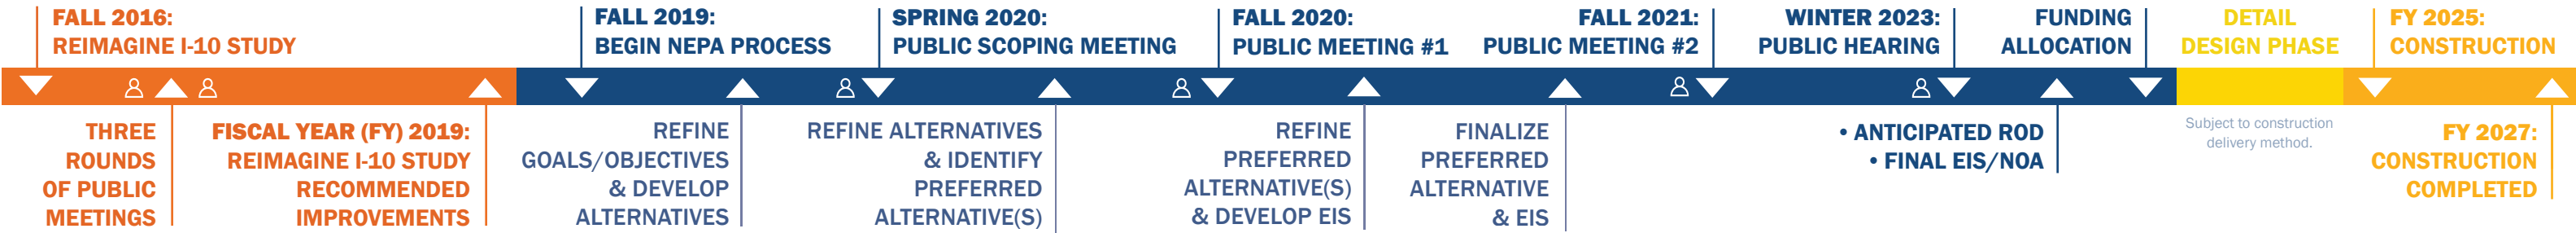 FALL 2016:
REIMAGINE I-10 STUDY
FALL 2019:
BEGIN NEPA PROCESS
SPRING 2020:
PUBLIC SCOPING MEETING
FALL 2020:
PUBLIC MEETING #1
FALL 2021:
PUBLIC MEETING #2
WINTER 2023:
PUBLIC HEARING
FUNDING
ALLOCATION
DETAIL
DESIGN PHASE
FY 2025:
CONSTRUCTION
THREE
ROUNDS
OF PUBLIC
MEETINGS
FISCAL YEAR (FY) 2019:
REIMAGINE I-10 STUDY
RECOMMENDED
IMPROVEMENTS
REFINE
GOALS/OBJECTIVES
& DEVELOP
ALTERNATIVES
REFINE ALTERNATIVES
& IDENTIFY
PREFERRED
ALTERNATIVE(S)
REFINE
PREFERRED
ALTERNATIVE(S)
& DEVELOP EIS
FINALIZE
PREFERRED
ALTERNATIVE
& EIS
• ANTICIPATED ROD
• FINAL EIS/NOA
Subject to construction
delivery method.
FY 2027:
CONSTRUCTION
COMPLETED